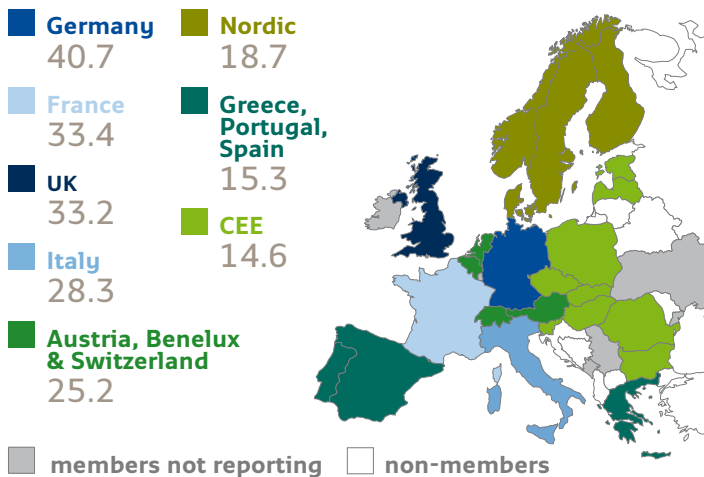 Germany
40.7
France
33.4
UK
33.2
Italy
28.3
Austria, Benelux
& Switzerland
25.2
Nordic
18.7
Greece,
Portugal,
Spain
15.3
CEE
14.6
members not reporting
non-members